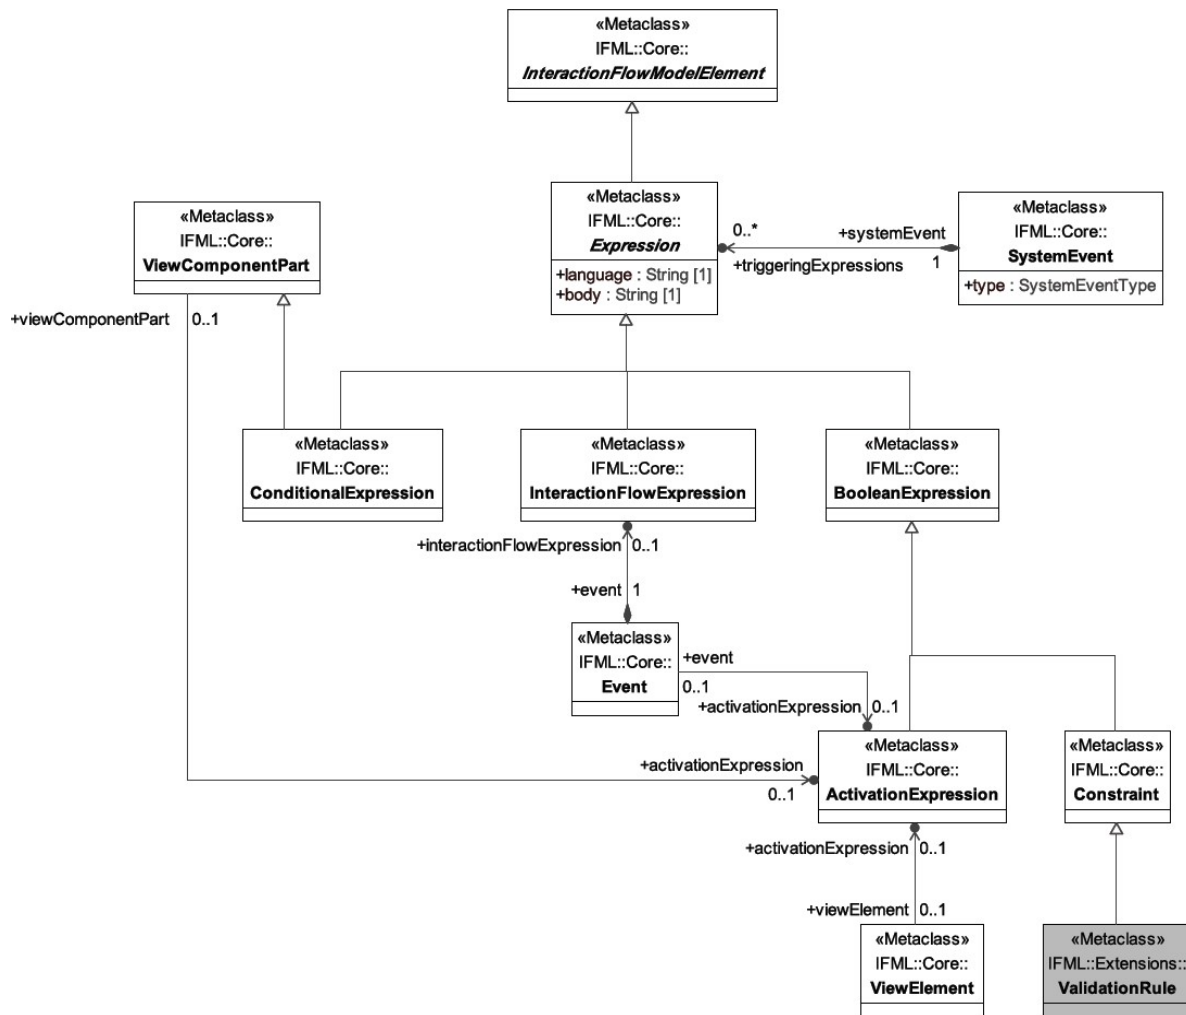 «Metaclass»
IFML::Core::
InteractionFlowModelElement
«Metaclass»
IFML::Core::
ViewComponentPart
«Metaclass»
IFML::Core::
Expression
+language : String [1]
+body : String [1]
0..*
+triggeringExpressions
+systemEvent
1
«Metaclass»
IFML::Core::
SystemEvent
+type : SystemEventType
+viewComponentPart
0..1
«Metaclass»
IFML::Core::
ConditionalExpression
«Metaclass»
IFML::Core::
InteractionFlowExpression
«Metaclass»
IFML::Core::
BooleanExpression
+interactionFlowExpression
0..1
+event
1
«Metaclass»
IFML::Core::
Event
+event
0..1
+activationExpression
0..1
+activationExpression
0..1
«Metaclass»
IFML::Core::
ActivationExpression
«Metaclass»
IFML::Core::
Constraint
+activationExpression
0..1
+viewElement
0..1
«Metaclass»
IFML::Core::
ViewElement
«Metaclass»
IFML::Extensions::
ValidationRule